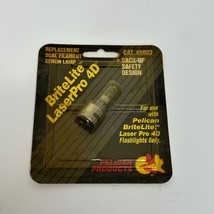 REPLACEMENT
DUAL FILAMENT
XENON LAMP
CAT. #8003
BACK-UP
SAFETY
DESIGN
BriteLite
LaserPro 4D
For use
with
Pelican
BriteLite
Laser Pro 4D
Flashlights Only.
PELICAN
PRODUCTS